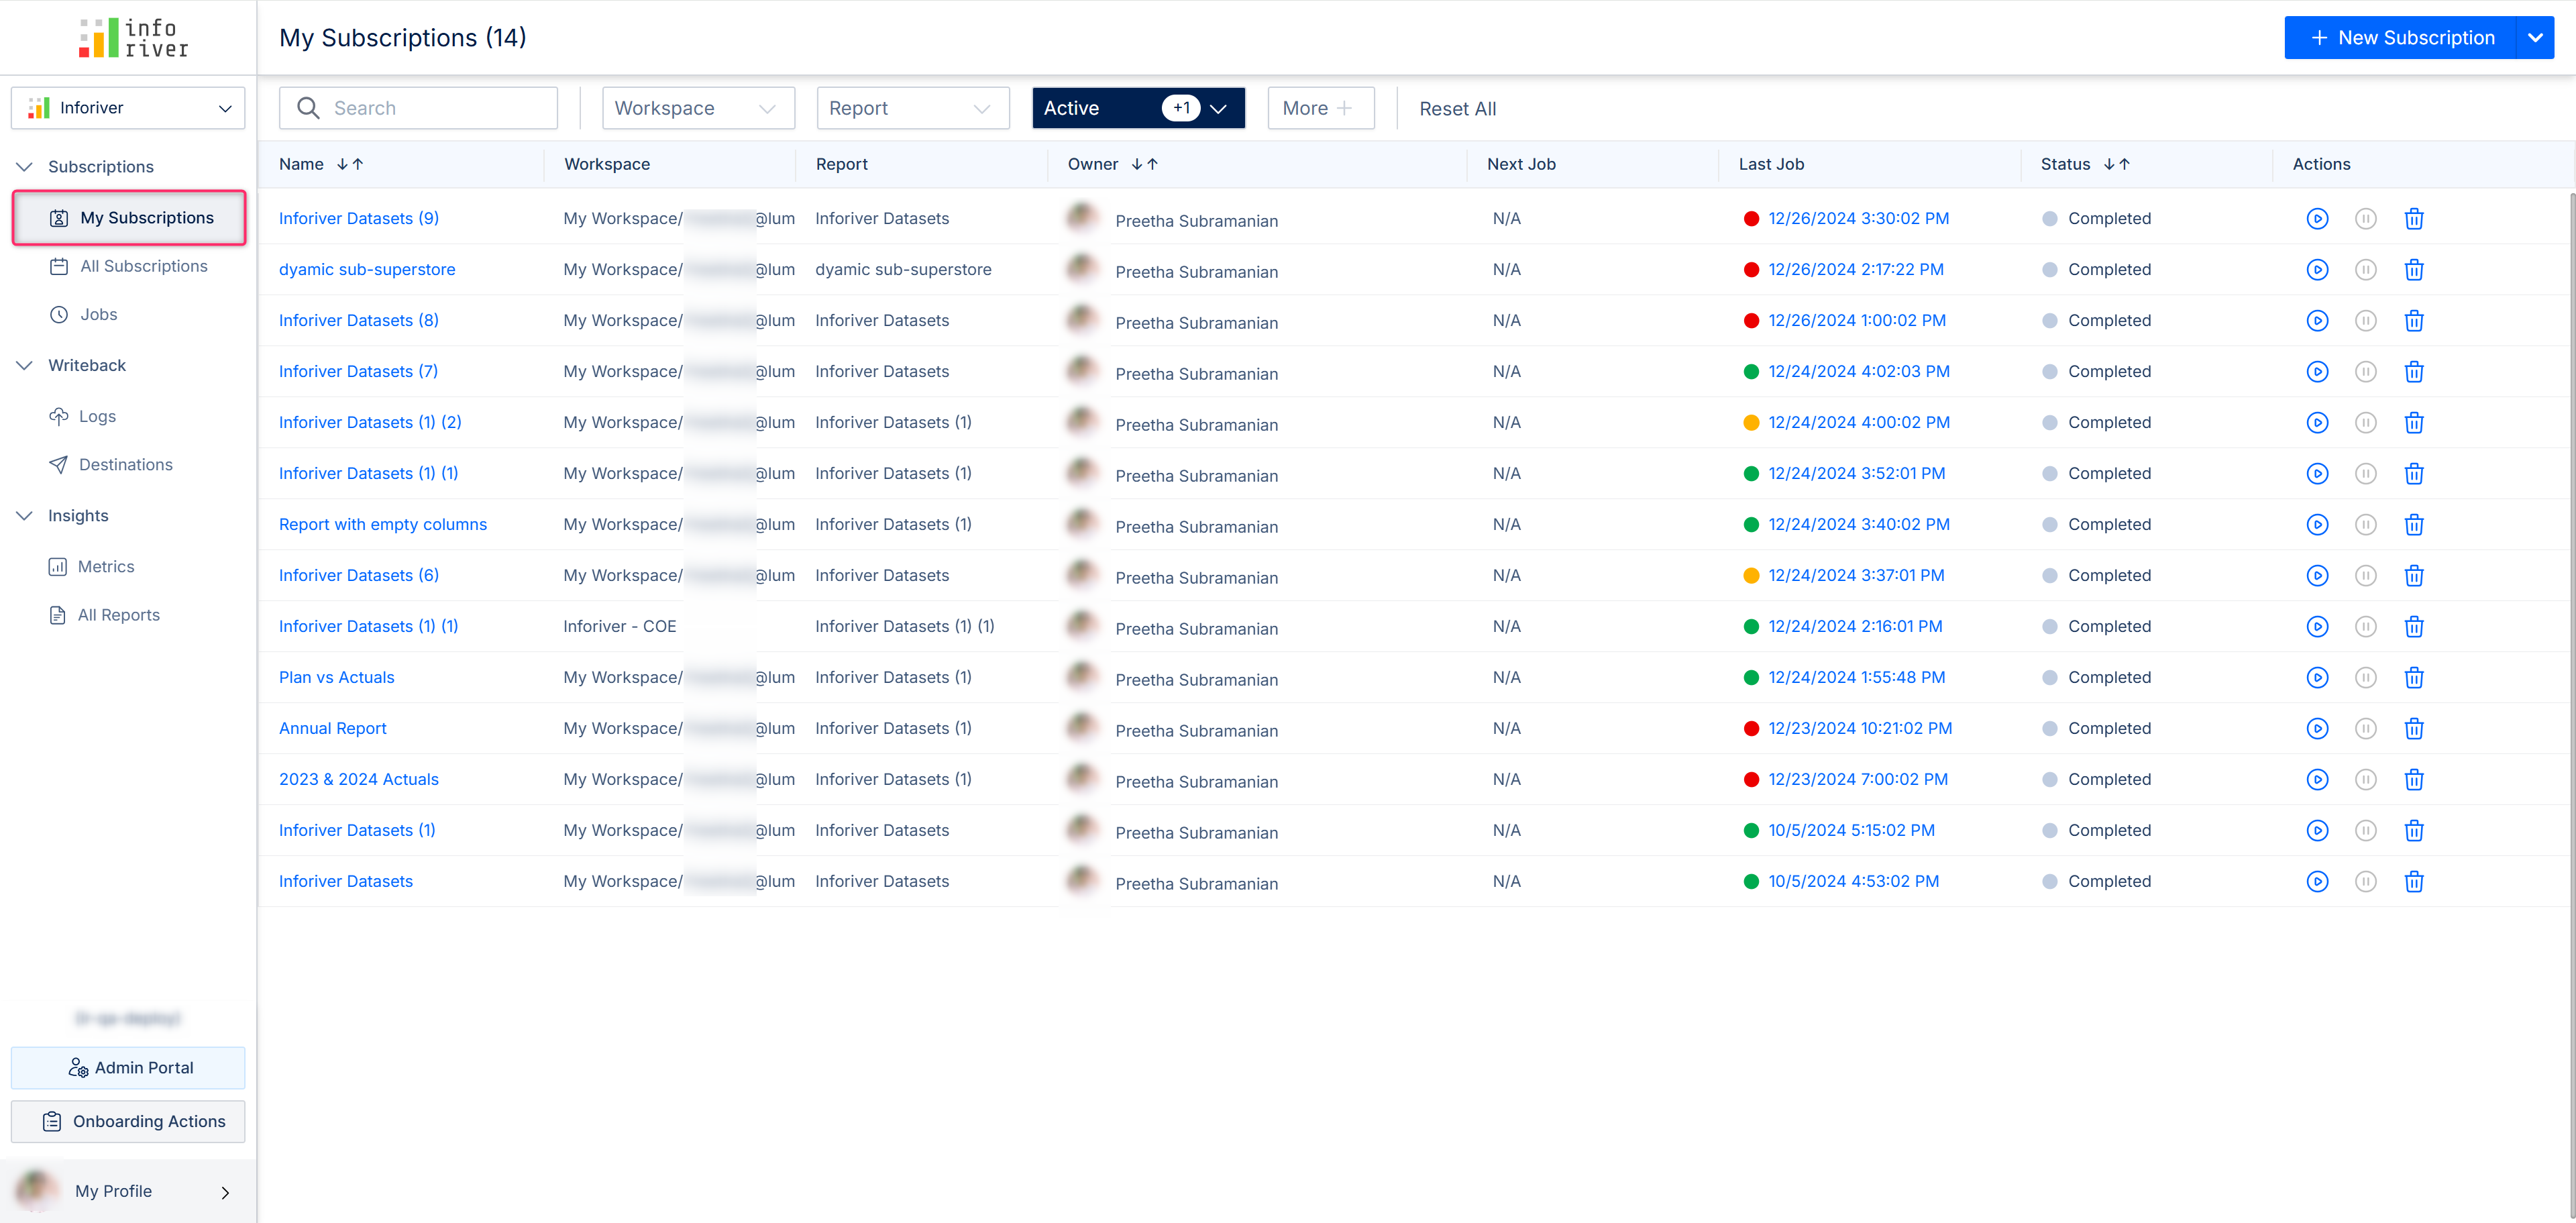 info
river
My Subscriptions (14)
New Subscription
Inforiver
Search
Workspace
Report
Active +1
More
Reset All
Subscriptions
My Subscriptions
All Subscriptions
Jobs
Writeback
Logs
Destinations
Insights
Metrics
All Reports
Admin Portal
Onboarding Actions
My Profile
Name Workspace Report Owner Next Job Last Job Status Actions
Inforiver Datasets (9) My Workspace/ @lum Inforiver Datasets Preetha Subramanian N/A 12/26/2024 3:30:02 PM Completed
dyamic sub-superstore My Workspace/ @lum dyamic sub-superstore Preetha Subramanian N/A 12/26/2024 2:17:22 PM Completed
Inforiver Datasets (8) My Workspace/ @lum Inforiver Datasets Preetha Subramanian N/A 12/26/2024 1:00:02 PM Completed
Inforiver Datasets (7) My Workspace/ @lum Inforiver Datasets Preetha Subramanian N/A 12/24/2024 4:02:03 PM Completed
Inforiver Datasets (1) (2) My Workspace/ @lum Inforiver Datasets (1) Preetha Subramanian N/A 12/24/2024 4:00:02 PM Completed
Inforiver Datasets (1) (1) My Workspace/ @lum Inforiver Datasets (1) Preetha Subramanian N/A 12/24/2024 3:52:01 PM Completed
Report with empty columns My Workspace/ @lum Inforiver Datasets (1) Preetha Subramanian N/A 12/24/2024 3:40:02 PM Completed
Inforiver Datasets (6) My Workspace/ @lum Inforiver Datasets Preetha Subramanian N/A 12/24/2024 3:37:01 PM Completed
Inforiver Datasets (1) (1) Inforiver - COE Inforiver Datasets (1) (1) Preetha Subramanian N/A 12/24/2024 2:16:01 PM Completed
Plan vs Actuals My Workspace/ @lum Inforiver Datasets (1) Preetha Subramanian N/A 12/24/2024 1:55:48 PM Completed
Annual Report My Workspace/ @lum Inforiver Datasets (1) Preetha Subramanian N/A 12/23/2024 10:21:02 PM Completed
2023 & 2024 Actuals My Workspace/ @lum Inforiver Datasets (1) Preetha Subramanian N/A 12/23/2024 7:00:02 PM Completed
Inforiver Datasets (1) My Workspace/ @lum Inforiver Datasets Preetha Subramanian N/A 10/5/2024 5:15:02 PM Completed
Inforiver Datasets My Workspace/ @lum Inforiver Datasets Preetha Subramanian N/A 10/5/2024 4:53:02 PM Completed